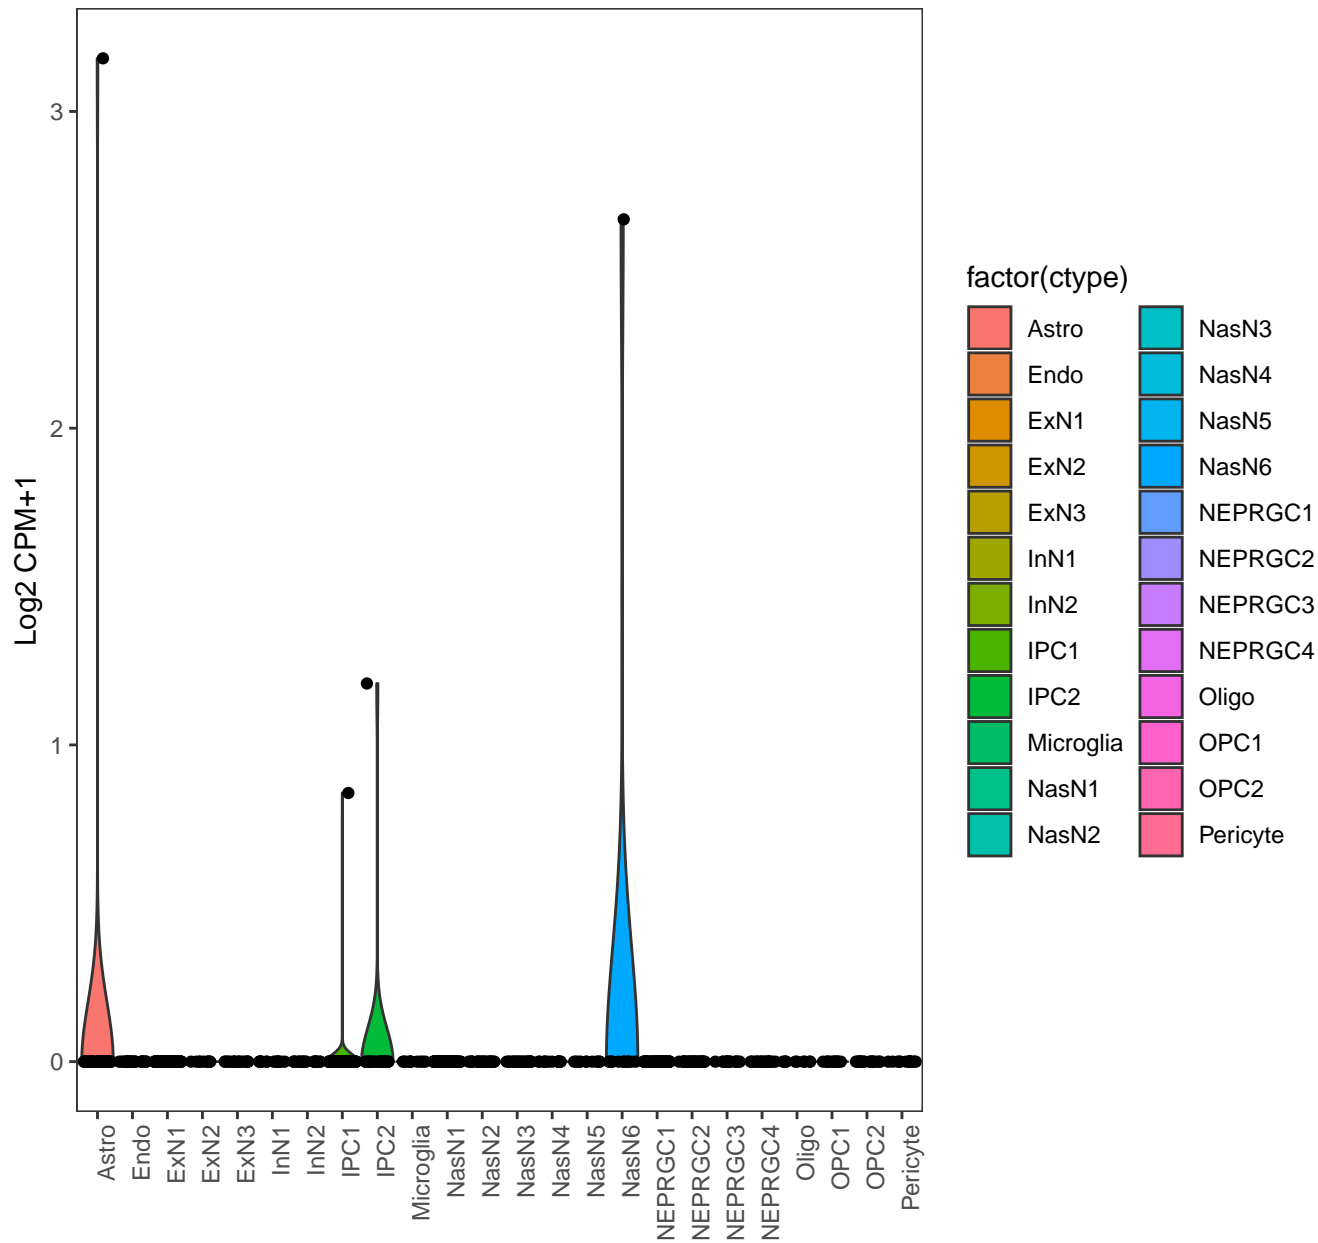 Log2 CPM+1
3
2
1
0
Astro
Endo
ExN1
ExN2
ExN3
InN1
InN2
IPC1
IPC2
Microglia
NasN1
NasN2
NasN3
NasN4
NasN5
NasN6
NEPRGC1
NEPRGC2
NEPRGC3
NEPRGC4
Oligo
OPC1
OPC2
Pericyte
factor(ctype)
Astro
Endo
ExN1
ExN2
ExN3
InN1
InN2
IPC1
IPC2
Microglia
NasN1
NasN2
NasN3
NasN4
NasN5
NasN6
NEPRGC1
NEPRGC2
NEPRGC3
NEPRGC4
Oligo
OPC1
OPC2
Pericyte